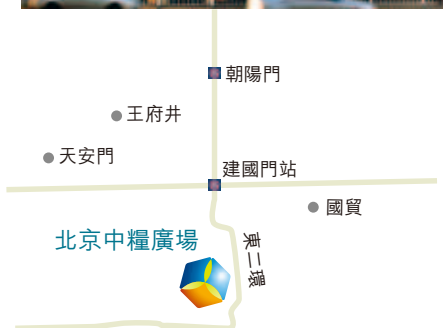 朝陽門
王府井
天安門
建國門站
國貿
北京中糧廣場
東二環